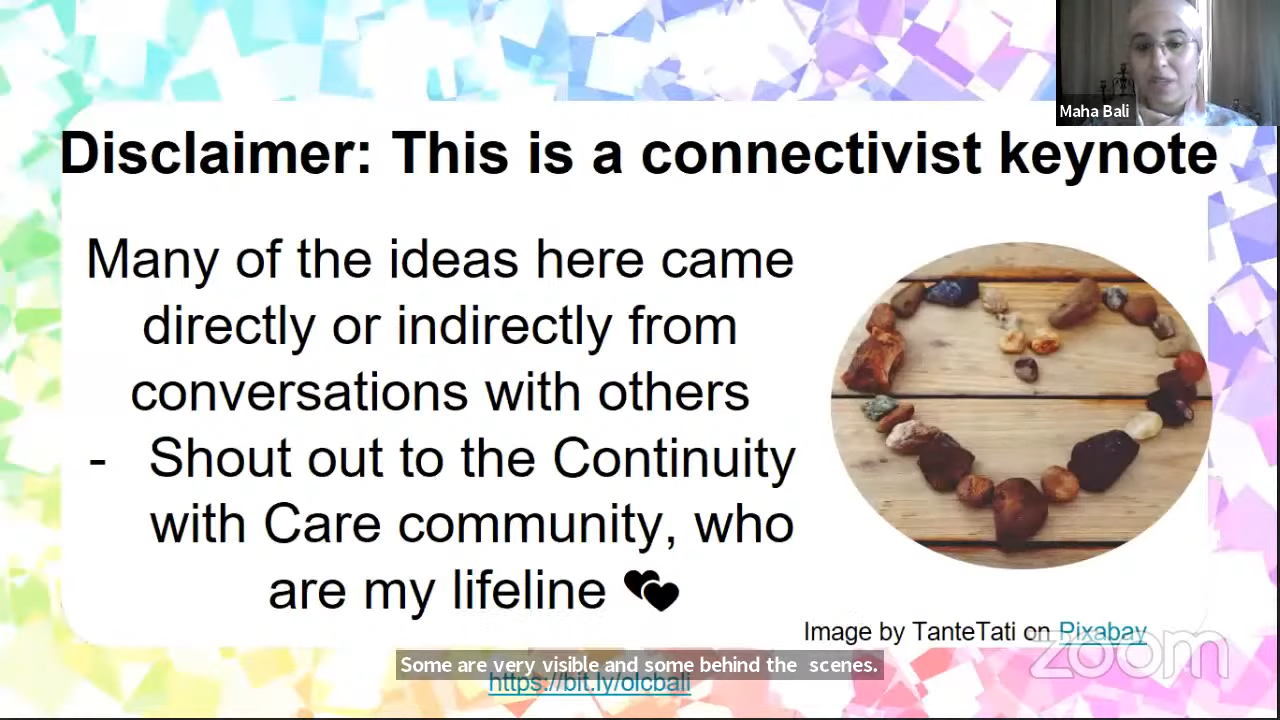 Maha Bali
Disclaimer: This is a connectivist keynote
Many of the ideas here came
directly or indirectly from
conversations with others
- Shout out to the Continuity
with Care community, who
are my lifeline 🖤🖤
Image by TanteTati on Pixabay
zoom
Some are very visible and some behind the scenes.
https://bit.ly/olcbali